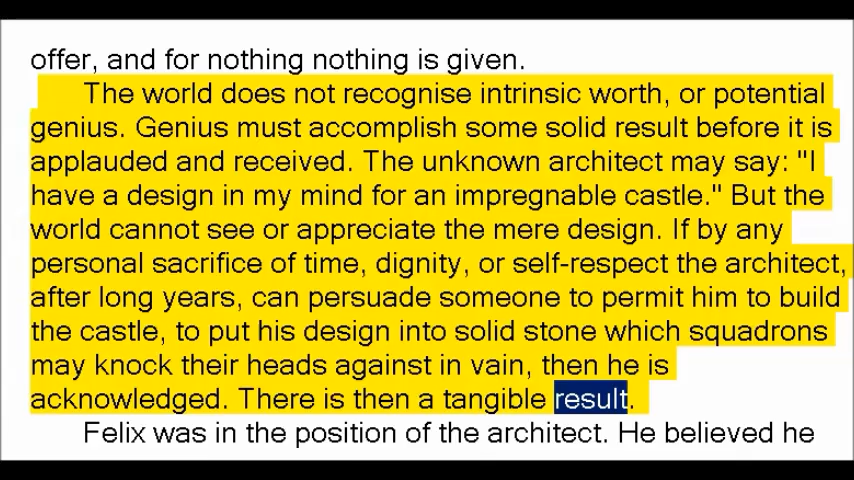 offer, and for nothing nothing is given.
The world does not recognise intrinsic worth, or potential
genius. Genius must accomplish some solid result before it is
applauded and received. The unknown architect may say: "I
have a design in my mind for an impregnable castle." But the
world cannot see or appreciate the mere design. If by any
personal sacrifice of time, dignity, or self-respect the architect,
after long years, can persuade someone to permit him to build
the castle, to put his design into solid stone which squadrons
may knock their heads against in vain, then he is
acknowledged. There is then a tangible result.
Felix was in the position of the architect. He believed he